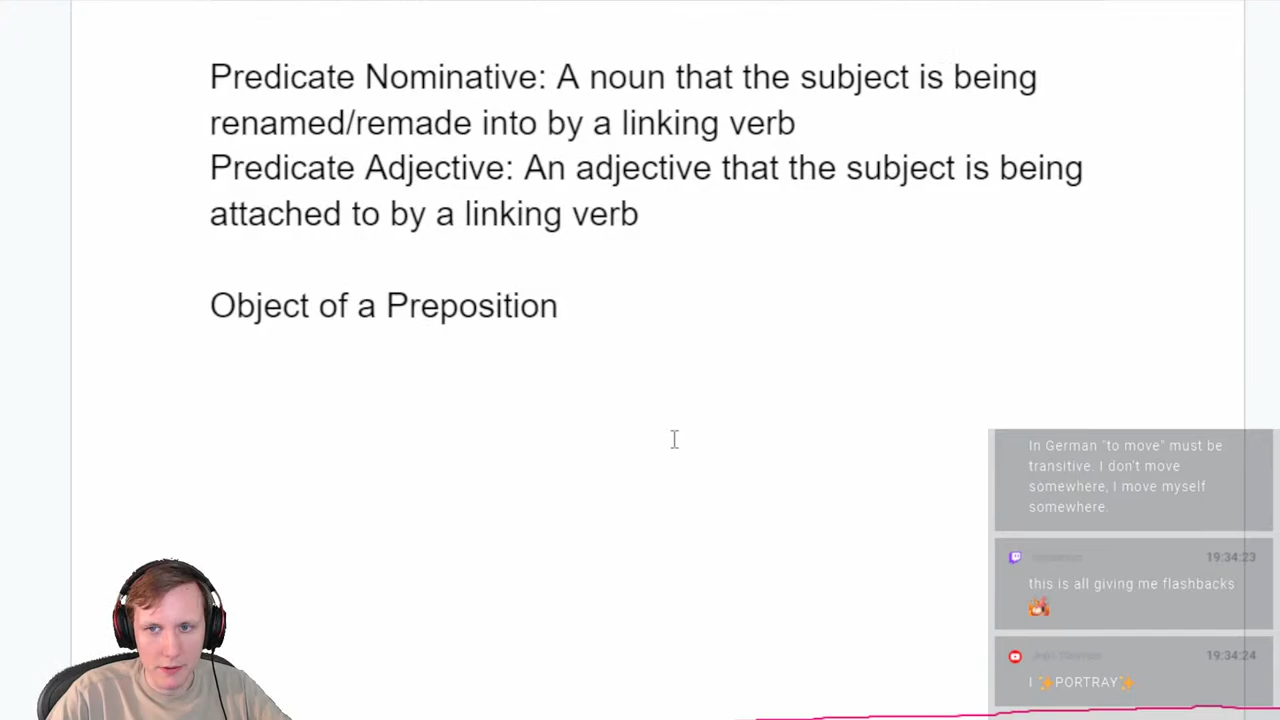 Predicate Nominative: A noun that the subject is being
renamed/remade into by a linking verb
Predicate Adjective: An adjective that the subject is being
attached to by a linking verb
Object of a Preposition
In German "to move" must be
transitive. I don't move
somewhere, I move myself
somewhere.
19:34:23
this is all giving me flashbacks
19:34:24
I ✨PORTRAY✨